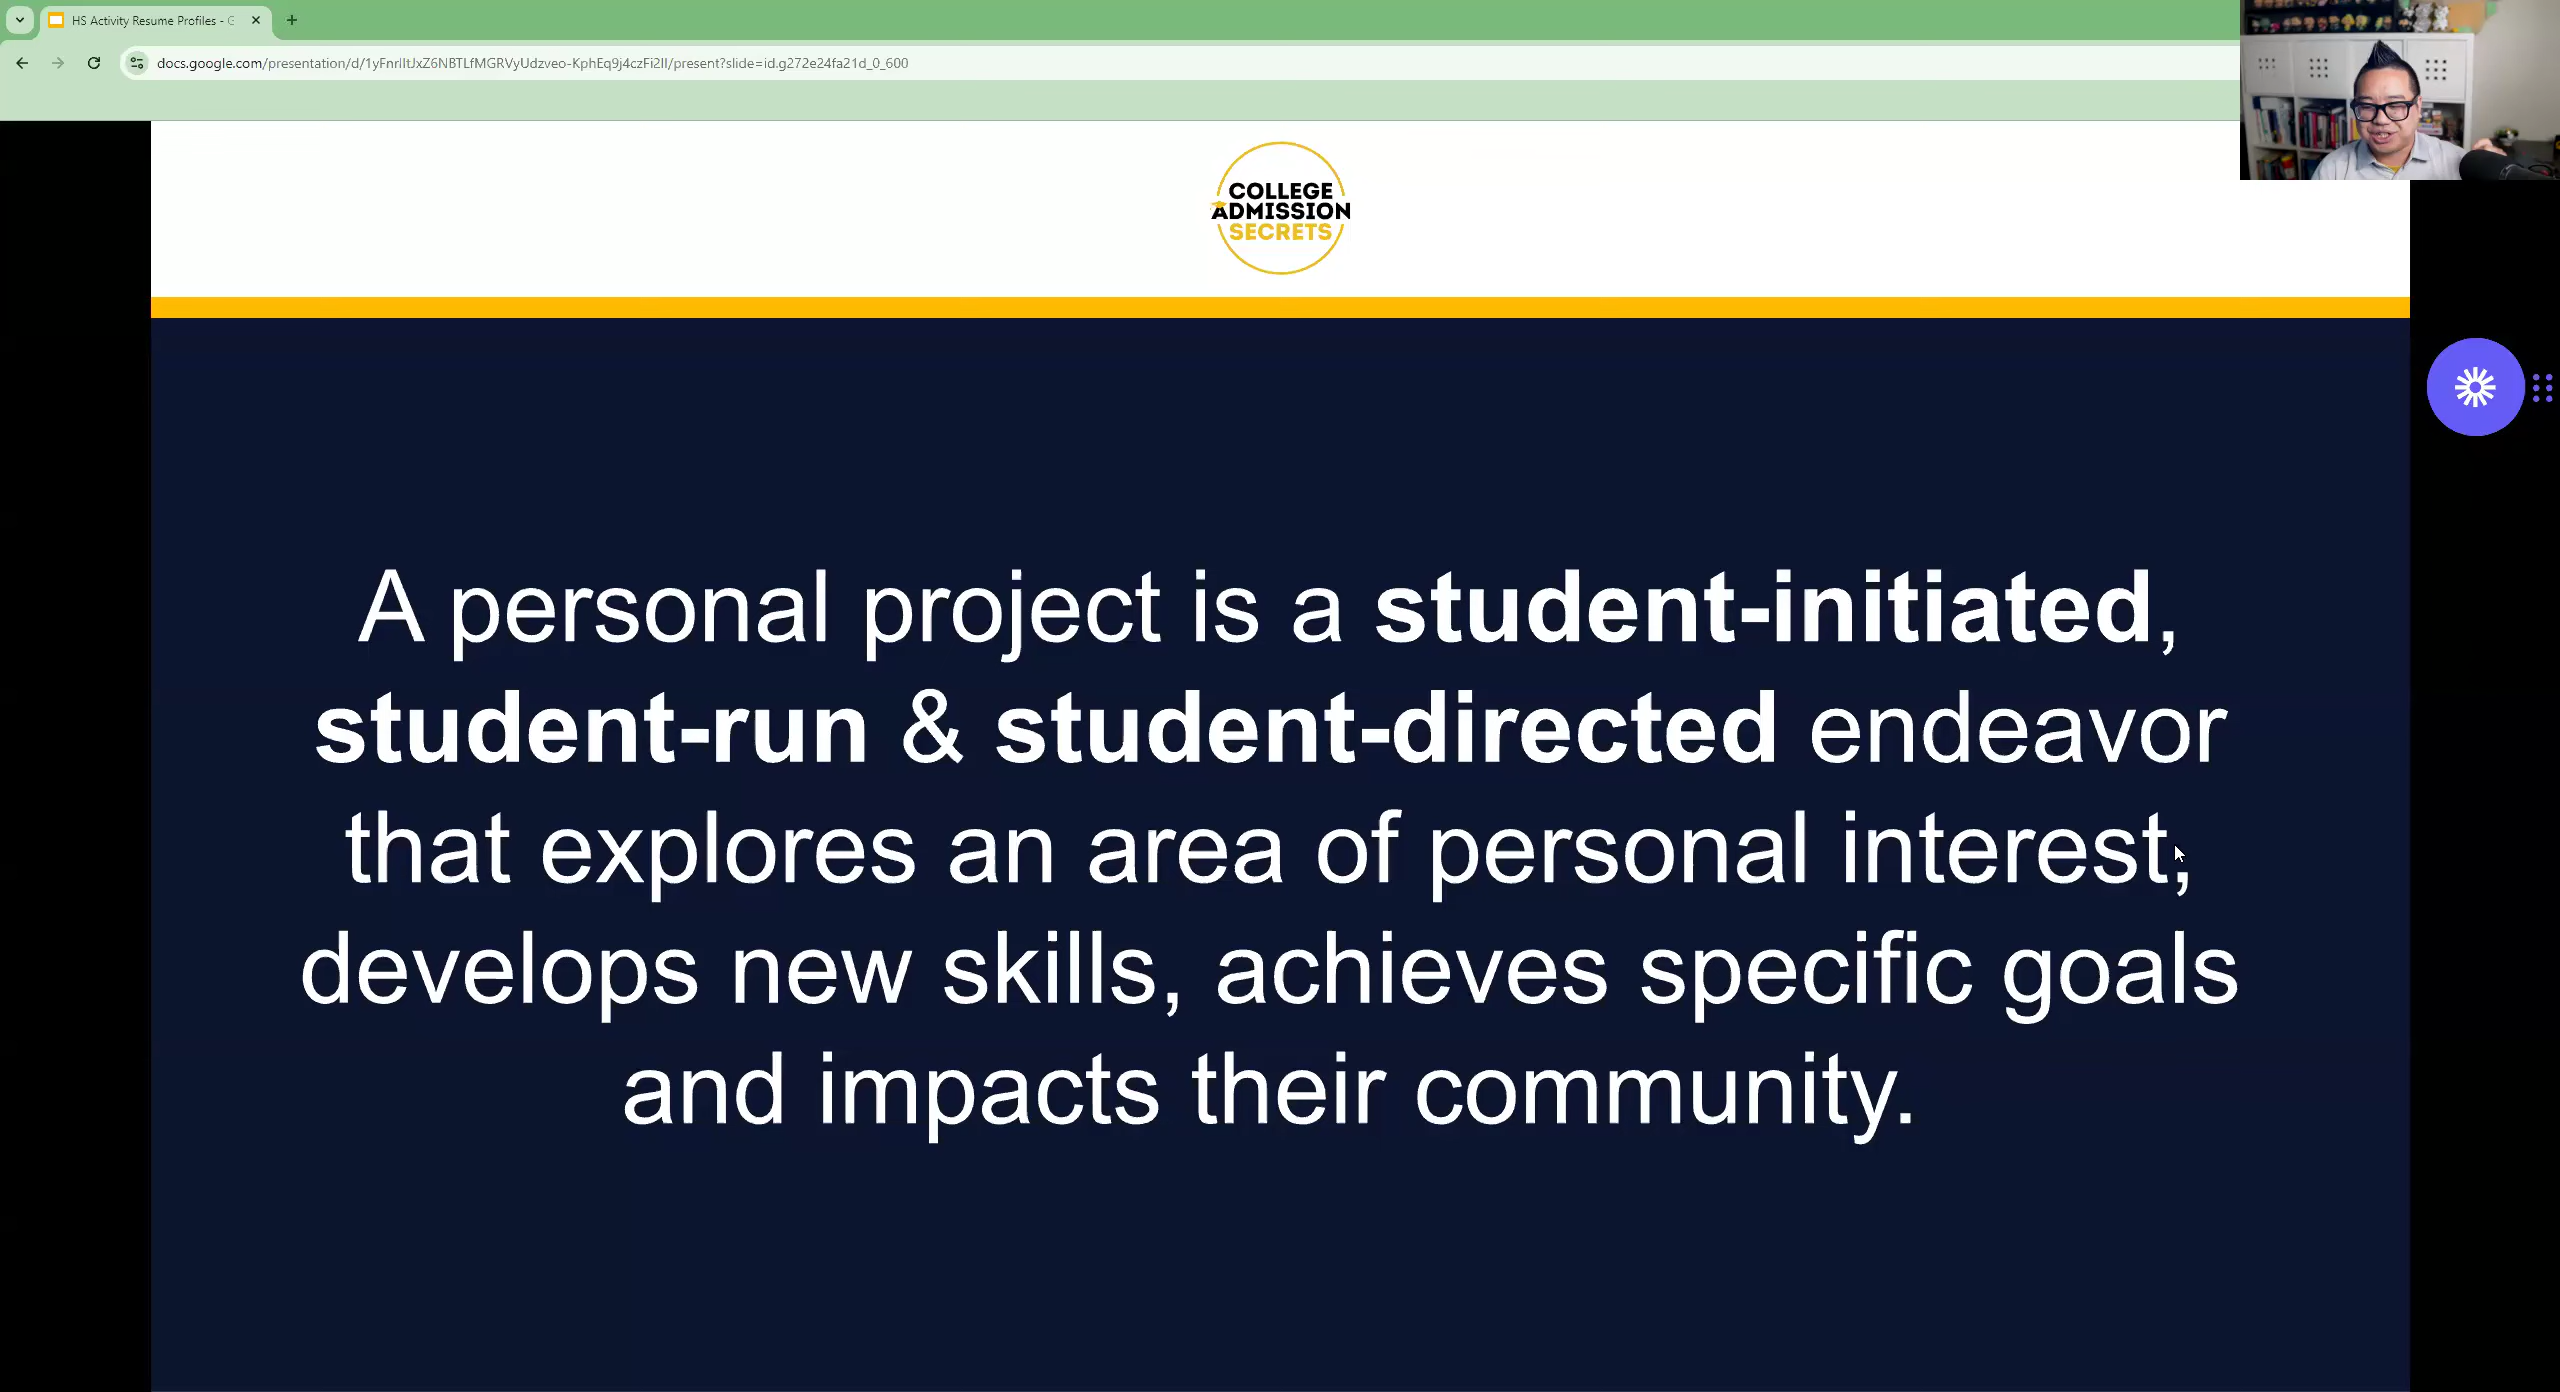 HS Activity Resume Profiles - G
docs.google.com/presentation/d/1yFnrlItJxZ6NBTLfMGRVyUdzveo-KphEq9j4czFi2lI/present?slide=id.g272e24fa21d_0_600
COLLEGE
ADMISSION
SECRETS
A personal project is a student-initiated,
student-run & student-directed endeavor
that explores an area of personal interest,
develops new skills, achieves specific goals
and impacts their community.